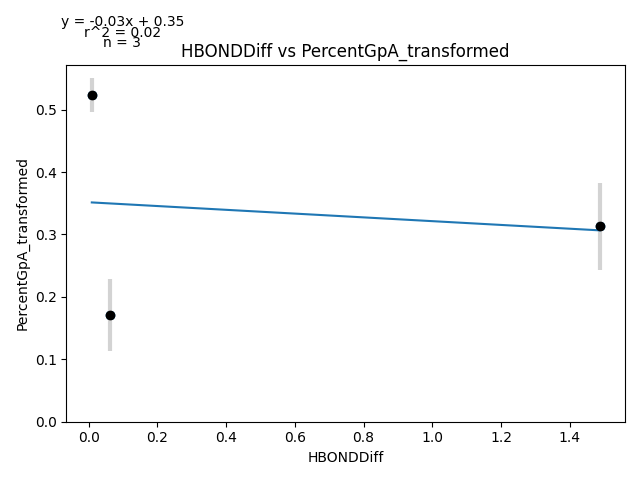 y = -0.03x + 0.35
r^2 = 0.02
n = 3
HBONDDiff vs PercentGpA_transformed
PercentGpA_transformed
0.5
0.4
0.3
0.2
0.1
0.0
0.0 0.2 0.4 0.6 0.8 1.0 1.2 1.4
HBONDDiff